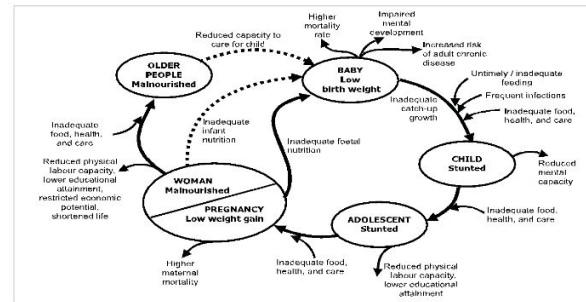 Reduced capacity to
care for child
Higher
mortality
rate
Impaired
mental
development
Increased risk
of adult chronic
disease
OLDER
PEOPLE
Malnourished
BABY
Low
birth weight
Untimely / inadequate
feeding
Frequent infections
Inadequate food,
health, and care
Inadequate
catch-up
growth
Inadequate
food, health,
and care
Inadequate
infant
nutrition
Inadequate
foetal
nutrition
CHILD
Stunted
Reduced
mental
capacity
Reduced physical
labour capacity,
lower educational
attainment,
restricted economic
potential,
shortened life
WOMAN
Malnourished
PREGNANCY
Low weight gain
ADOLESCENT
Stunted
Inadequate food,
health, and care
Higher
maternal
mortality
Inadequate food,
health, and care
Reduced physical
labour capacity,
lower educational
attainment